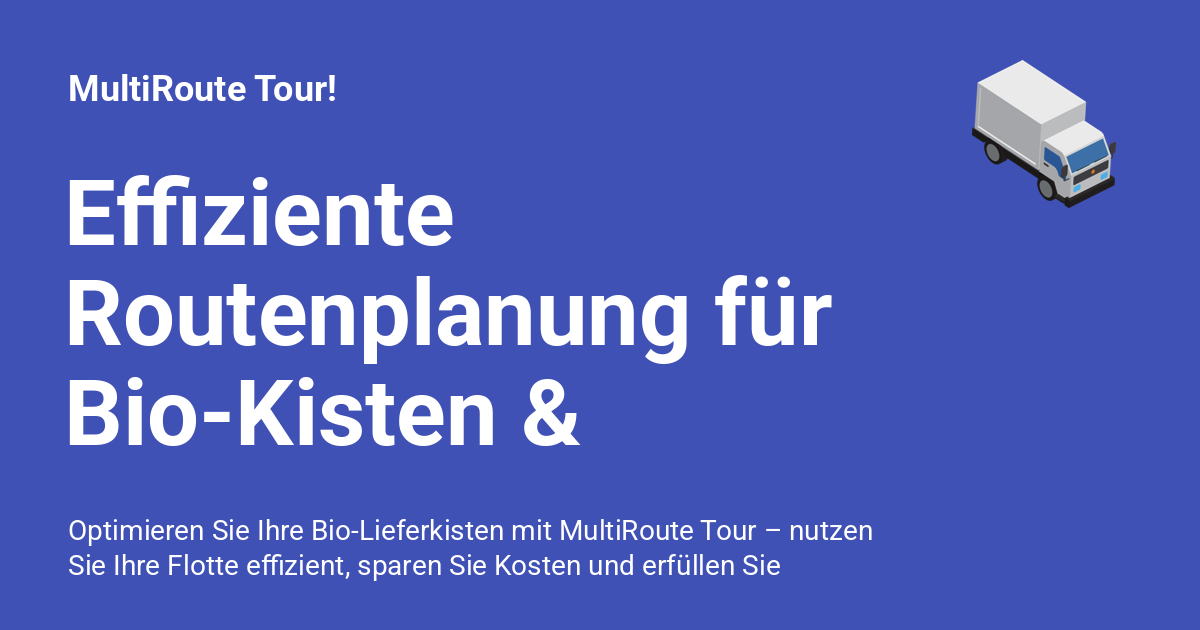 MultiRoute Tour!
Effiziente
Routenplanung für
Bio-Kisten &
Optimieren Sie Ihre Bio-Lieferkisten mit MultiRoute Tour – nutzen
Sie Ihre Flotte effizient, sparen Sie Kosten und erfüllen Sie